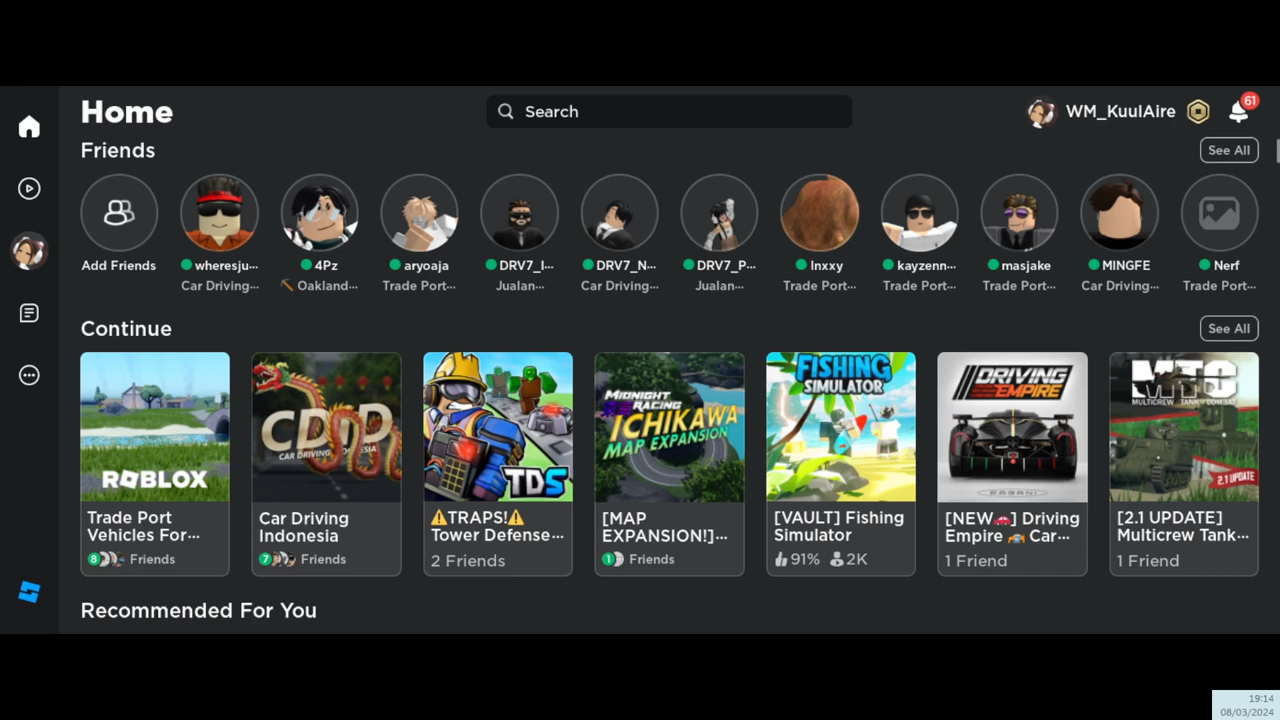 Home
Search
WM_KuulAire
61
Friends
See All
Add Friends
wheresju...
4Pz
aryoaja
DRV7_I...
DRV7_N...
DRV7_P...
Inxxy
kayzenn...
masjake
MINGFE
Nerf
Car Driving...
Oakland...
Trade Port...
Jualan...
Car Driving...
Jualan...
Trade Port...
Trade Port...
Trade Port...
Car Driving...
Trade Port...
Continue
See All
ROBLOX
Trade Port
Vehicles For...
8 Friends
CDID
CAR DRIVING INDONESIA
Car Driving
Indonesia
7 Friends
TDS
⚠️TRAPS!⚠️
Tower Defense...
2 Friends
MIDNIGHT
RACING
ICHIKAWA
MAP EXPANSION
[MAP
EXPANSION!]...
1 Friends
FISHING
SIMULATOR
[VAULT] Fishing
Simulator
91% 2K
DRIVING
EMPIRE
PAGANI
[NEW🚗] Driving
Empire 🚘 Car...
1 Friend
MTC
MULTICREW TANK COMBAT
2.1 UPDATE
[2.1 UPDATE]
Multicrew Tank...
1 Friend
Recommended For You
19:14
08/03/2024